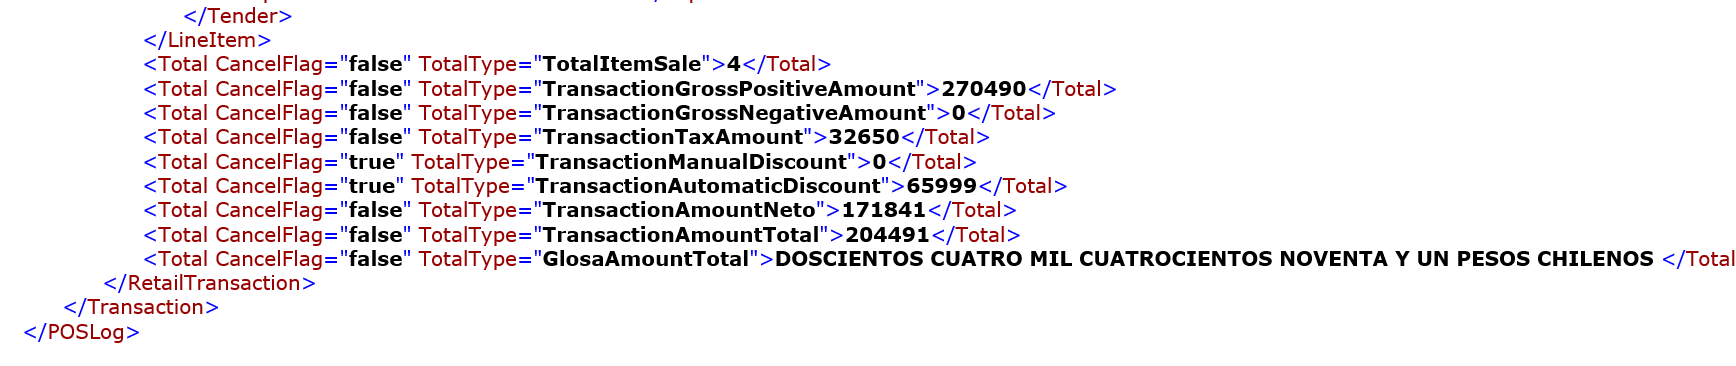 </Tender>
</LineItem>
<Total CancelFlag="false" TotalType="TotalItemSale">4</Total>
<Total CancelFlag="false" TotalType="TransactionGrossPositiveAmount">270490</Total>
<Total CancelFlag="false" TotalType="TransactionGrossNegativeAmount">0</Total>
<Total CancelFlag="false" TotalType="TransactionTaxAmount">32650</Total>
<Total CancelFlag="true" TotalType="TransactionManualDiscount">0</Total>
<Total CancelFlag="true" TotalType="TransactionAutomaticDiscount">65999</Total>
<Total CancelFlag="false" TotalType="TransactionAmountNeto">171841</Total>
<Total CancelFlag="false" TotalType="TransactionAmountTotal">204491</Total>
<Total CancelFlag="false" TotalType="GlosaAmountTotal">DOSCIENTOS CUATRO MIL CUATROCIENTOS NOVENTA Y UN PESOS CHILENOS </Total
</RetailTransaction>
</Transaction>
</POSLog>